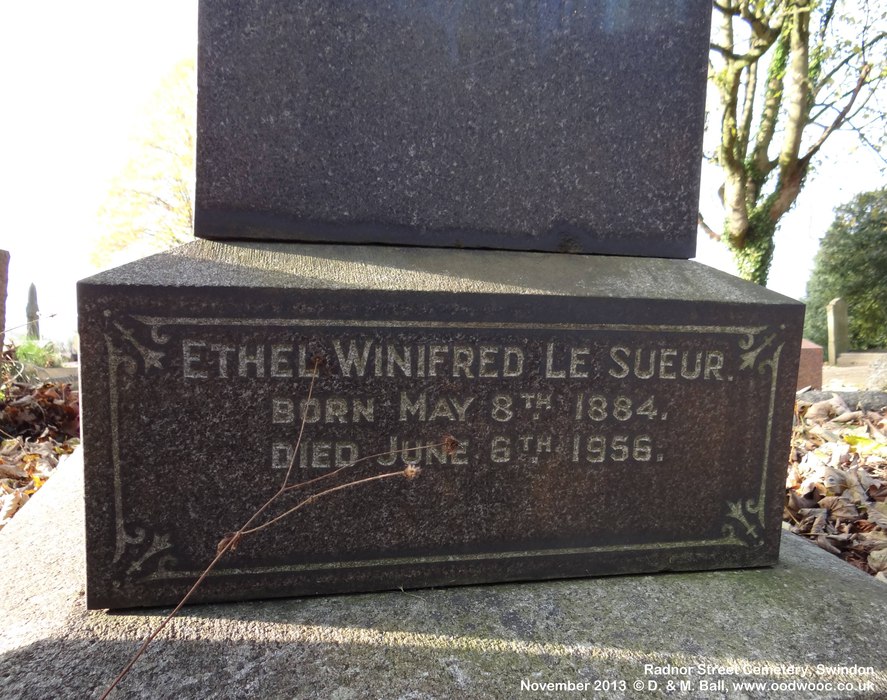 ETHEL WINIFRED LE SUEUR.
BORN MAY 8TH 1884.
DIED JUNE 6TH 1956.
Radnor Street Cemetery, Swindon
November 2013 © D. & M. Ball, www.oodwooc.co.uk